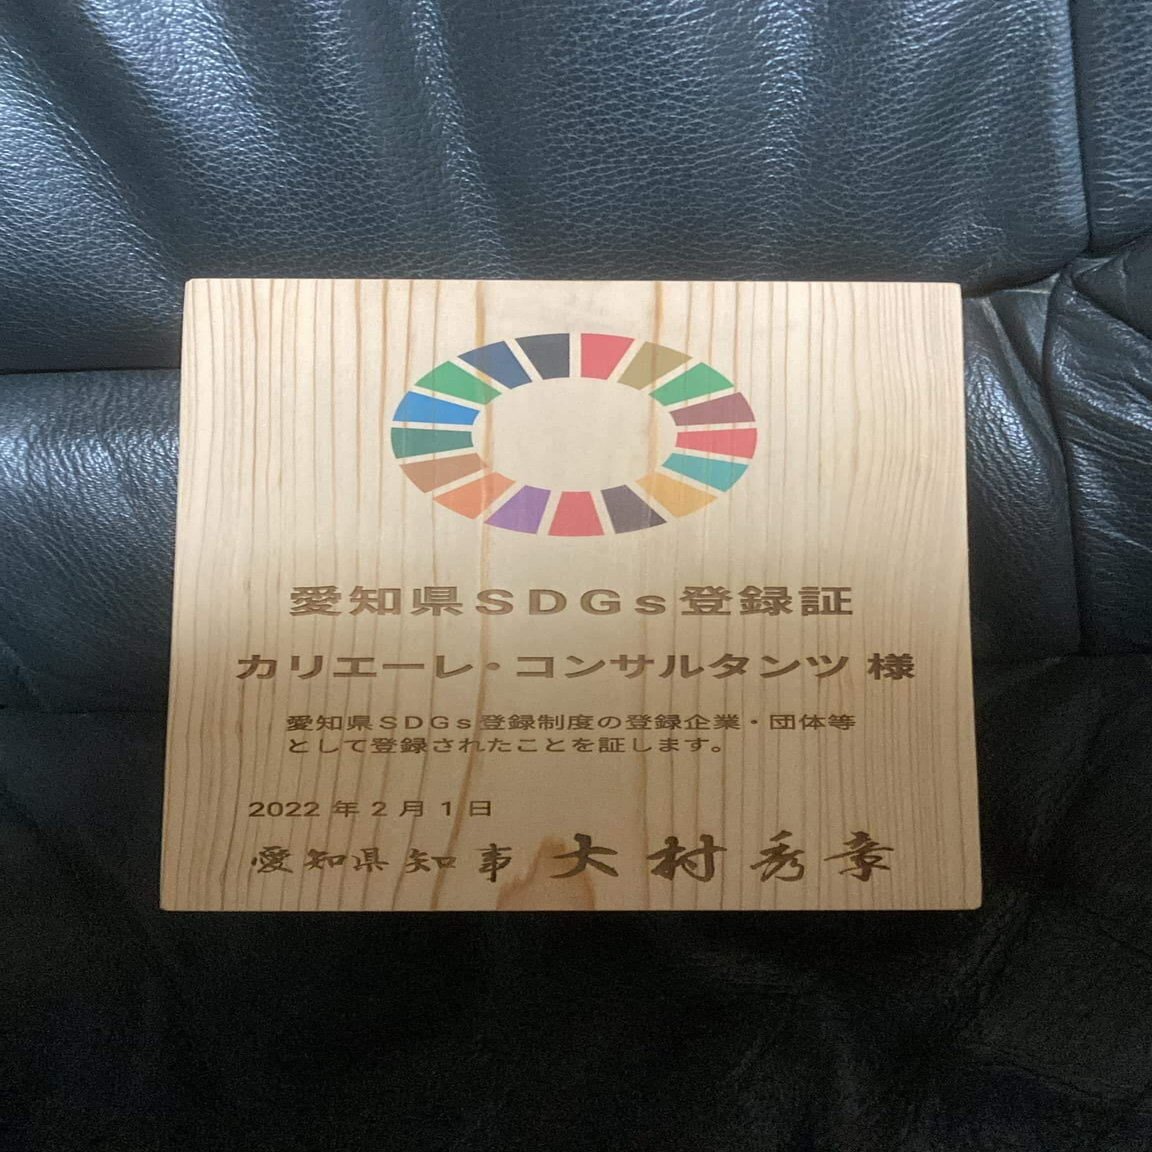 愛知県SDGs登録証
カリエーレ・コンサルタンツ 様
愛知県SDGs登録制度の登録企業・団体等
として登録されたことを証します。
2022年2月1日
愛知県知事 大村秀章